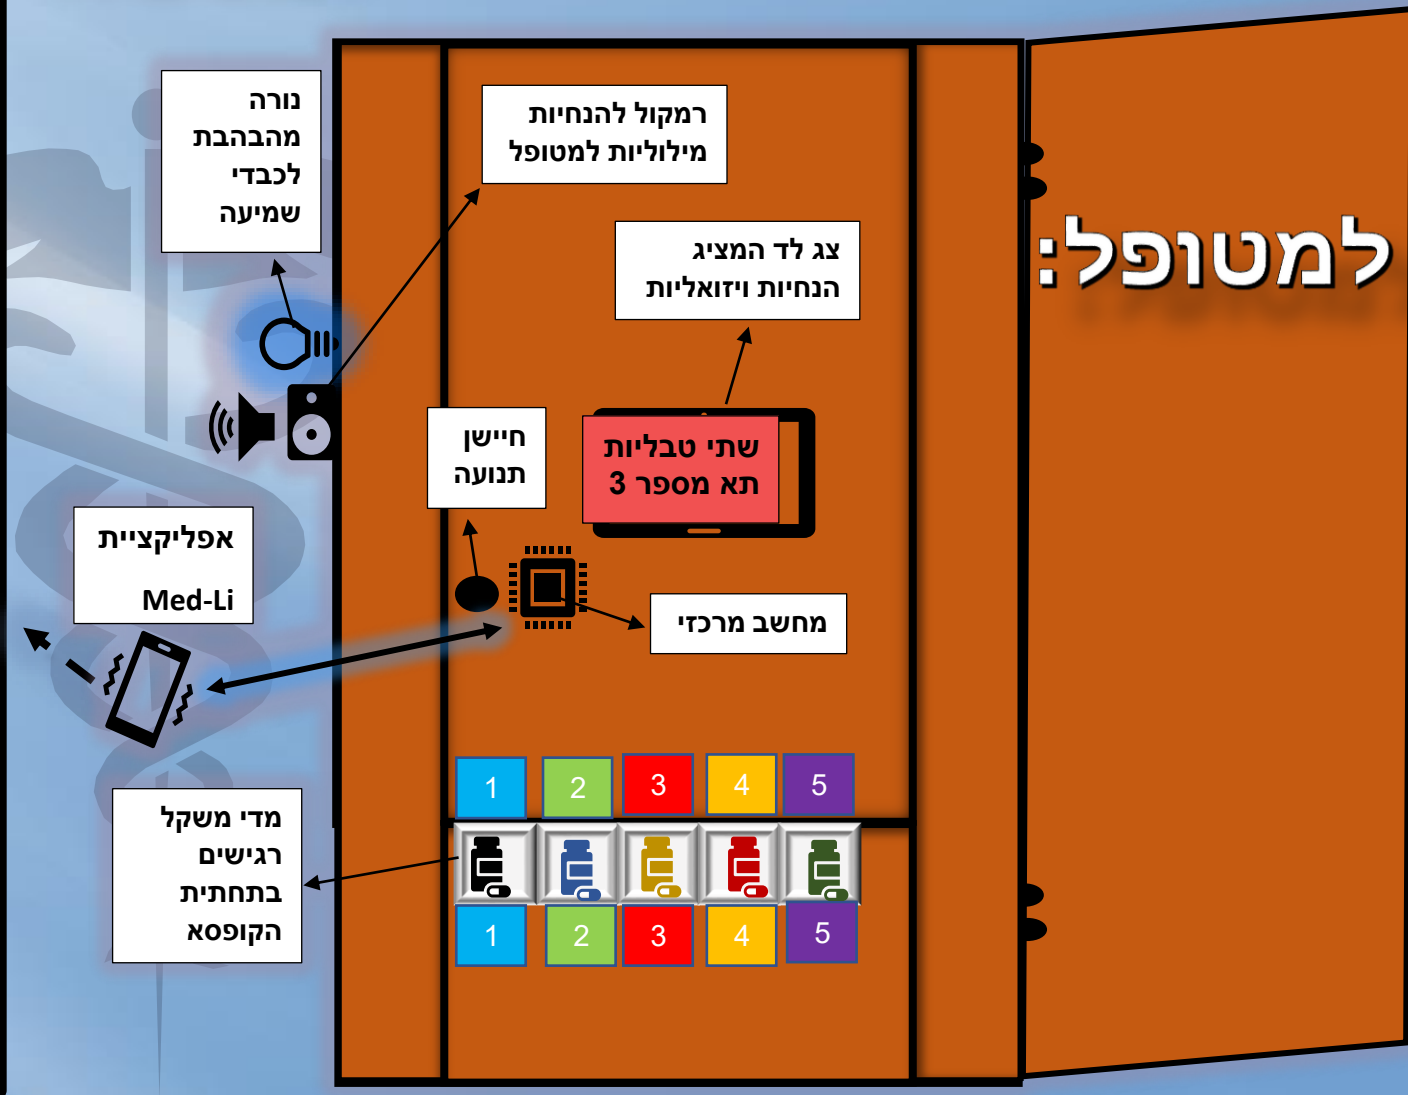 למטופל:
נורה
מהבהבת
לכבדי
שמיעה
רמקול להנחיות
מילוליות למטופל
צג לד המציג
הנחיות ויזואליות
שתי טבליות
תא מספר 3
חיישן
תנועה
אפליקציית
Med-Li
מחשב מרכזי
1 2 3 4 5
מדי משקל
רגישים
בתחתית
הקופסא
1 2 3 4 5